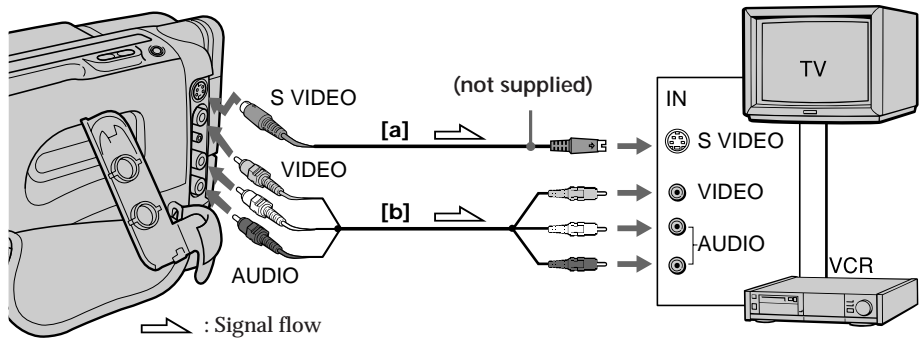 TV
(not supplied)
IN
S VIDEO
[a]
S VIDEO
VIDEO
VIDEO
[b]
AUDIO
AUDIO
VCR
: Signal flow